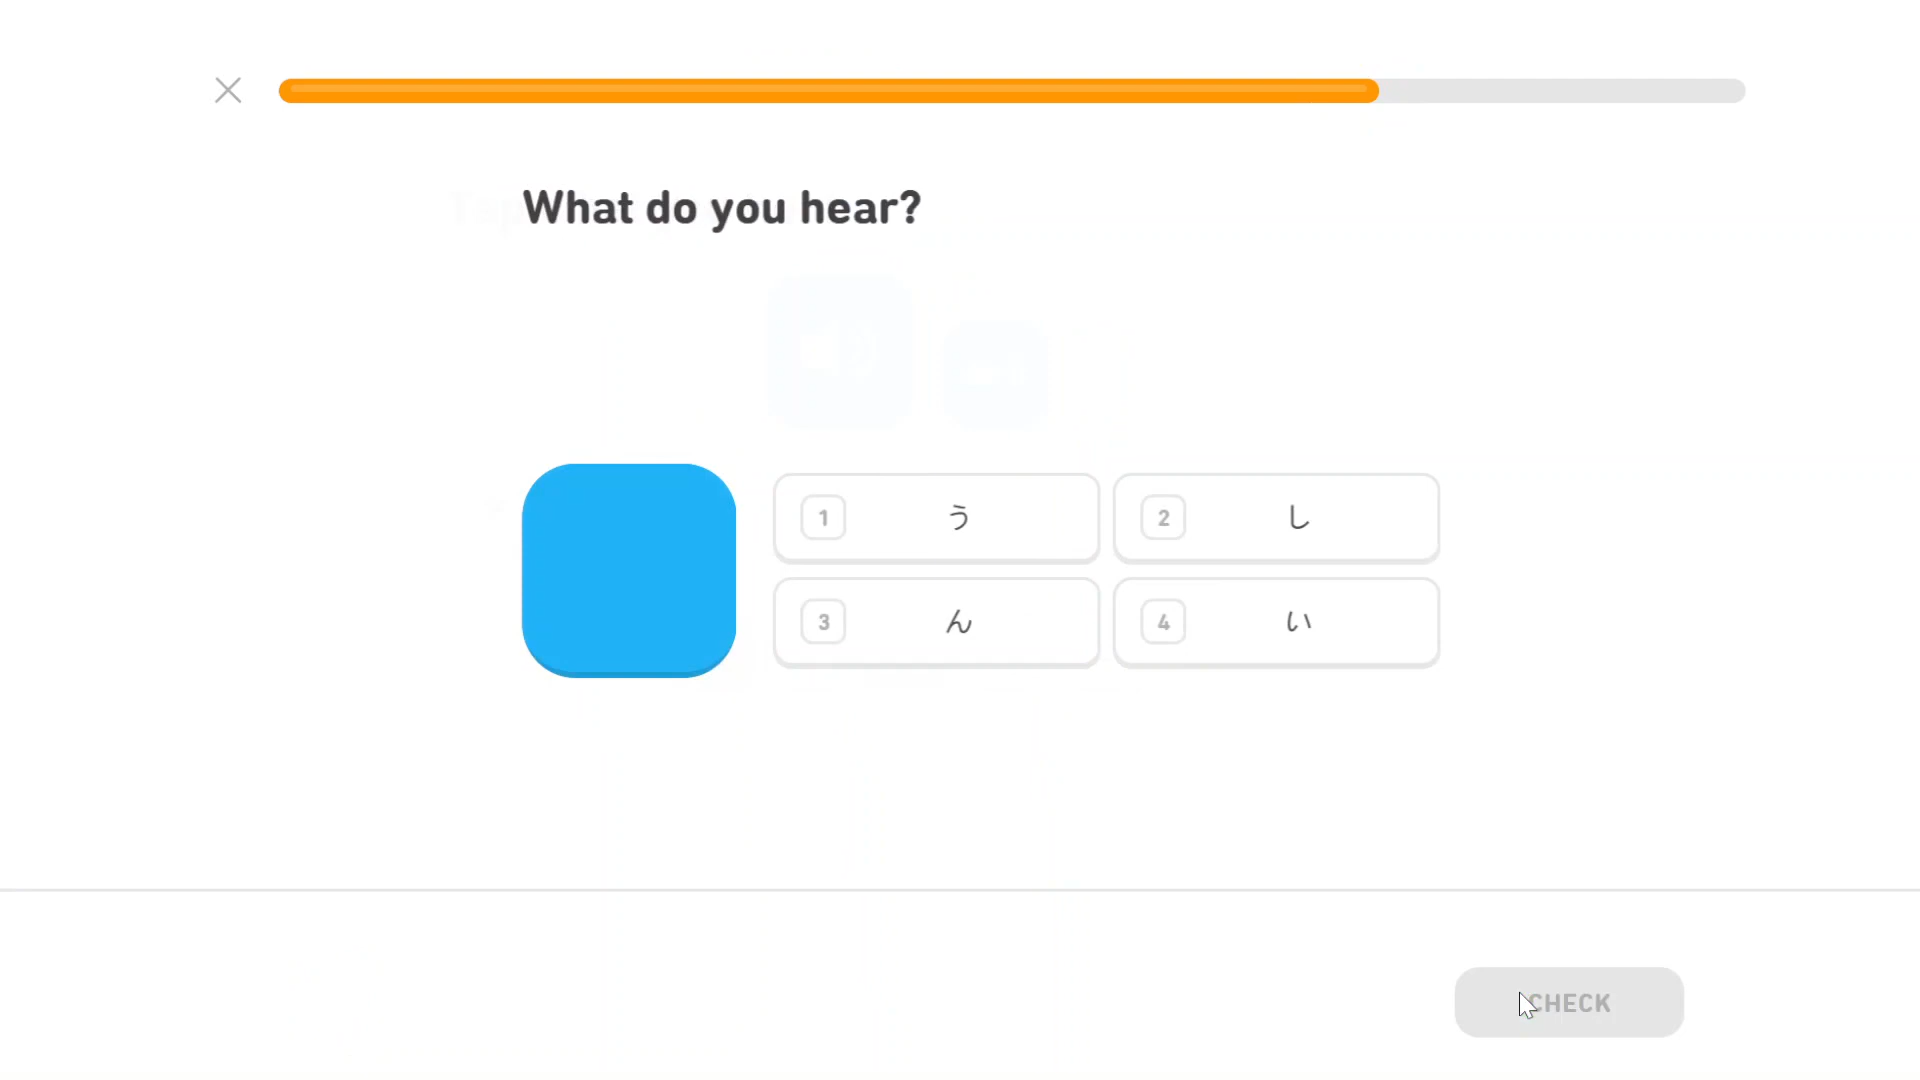 What do you hear?
1 う
2 し
3 ん
4 い
CHECK